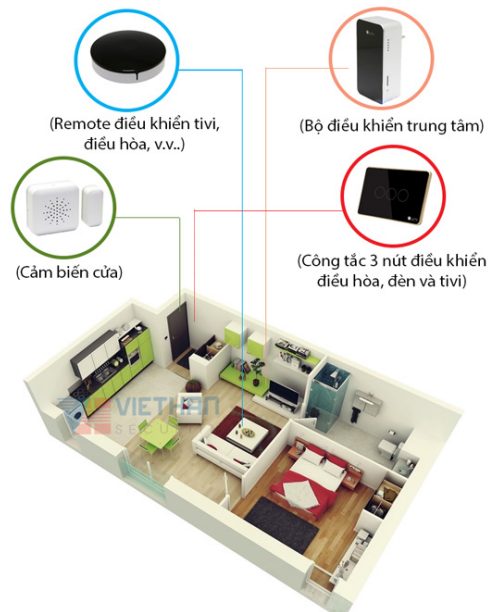 (Remote điều khiển tivi,
điều hòa, v.v..)
(Bộ điều khiển trung tâm)
(Cảm biến cửa)
(Công tắc 3 nút điều khiển
điều hòa, đèn và tivi)
VIETHAN
SECU